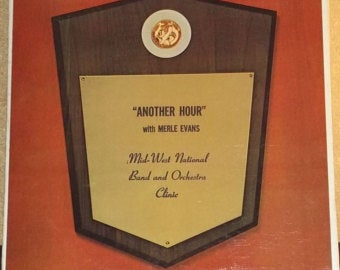 "ANOTHER HOUR"
with MERLE EVANS
Mid-West National
Band and Orchestra
Clinic